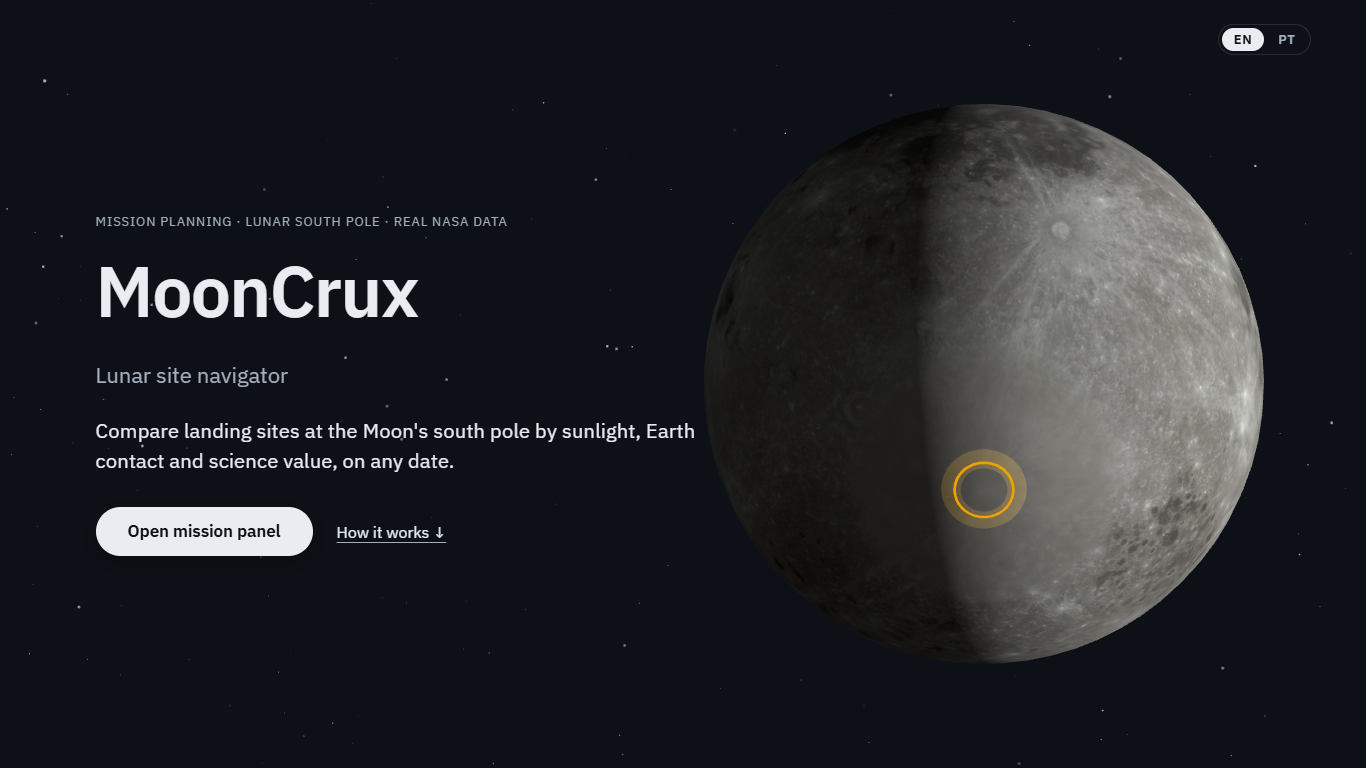 EN PT
MISSION PLANNING · LUNAR SOUTH POLE · REAL NASA DATA
MoonCrux
Lunar site navigator
Compare landing sites at the Moon's south pole by sunlight, Earth
contact and science value, on any date.
Open mission panel How it works ↓